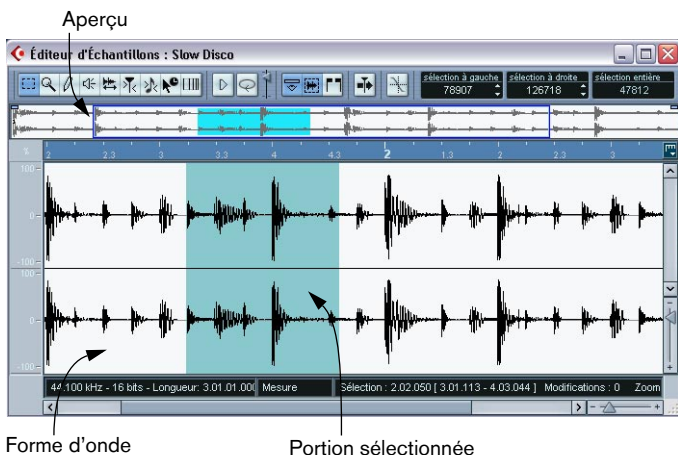 Aperçu
Éditeur d'Échantillons : Slow Disco
sélection à gauche sélection à droite sélection entière
78907 126718 47812
% 2 2.3 3 3.3 4 4.3 2 1.3 2 2.3 3
100
0
-100
100
0
-100
44.100 kHz - 16 bits - Longueur: 3.01.01.000 Mesure Sélection : 2.02.050 [ 3.01.113 - 4.03.044 ] Modifications : 0 Zoom
Forme d'onde Portion sélectionnée